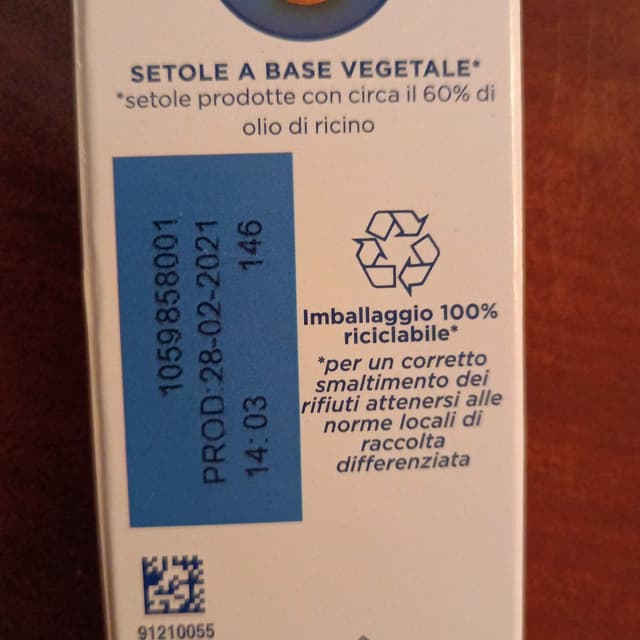 SETOLE A BASE VEGETALE*
*setole prodotte con circa il 60% di
olio di ricino
1059858001
PROD:28-02-2021
14:03 146
Imballaggio 100%
riciclabile*
*per un corretto
smaltimento dei
rifiuti attenersi alle
norme locali di
raccolta
differenziata
91210055